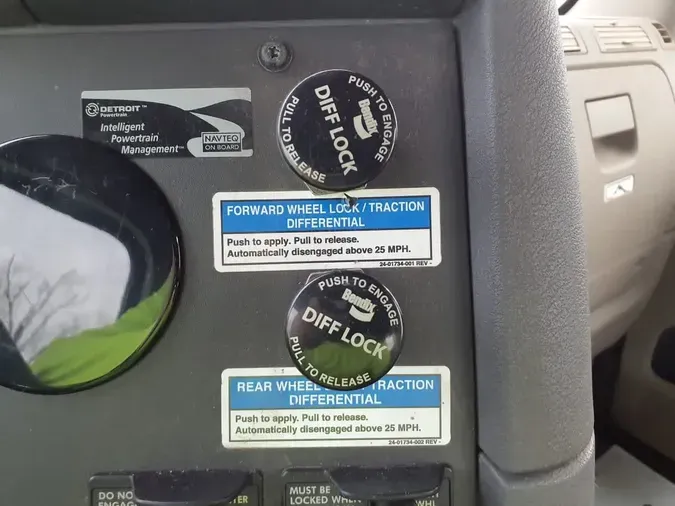 DETROIT™
Powertrain
Intelligent
Powertrain
Management™
NAVTEQ
ON BOARD
PUSH TO ENGAGE
Bendix
DIFF LOCK
PULL TO RELEASE
FORWARD WHEEL LOCK / TRACTION
DIFFERENTIAL
Push to apply. Pull to release.
Automatically disengaged above 25 MPH.
24-01734-001 REV -
PUSH TO ENGAGE
Bendix
DIFF LOCK
PULL TO RELEASE
REAR WHEEL TRACTION
DIFFERENTIAL
Push to apply. Pull to release.
Automatically disengaged above 25 MPH.
24-01734-002 REV -
DO NO
ENGAG
MUST BE
LOCKED WHEN